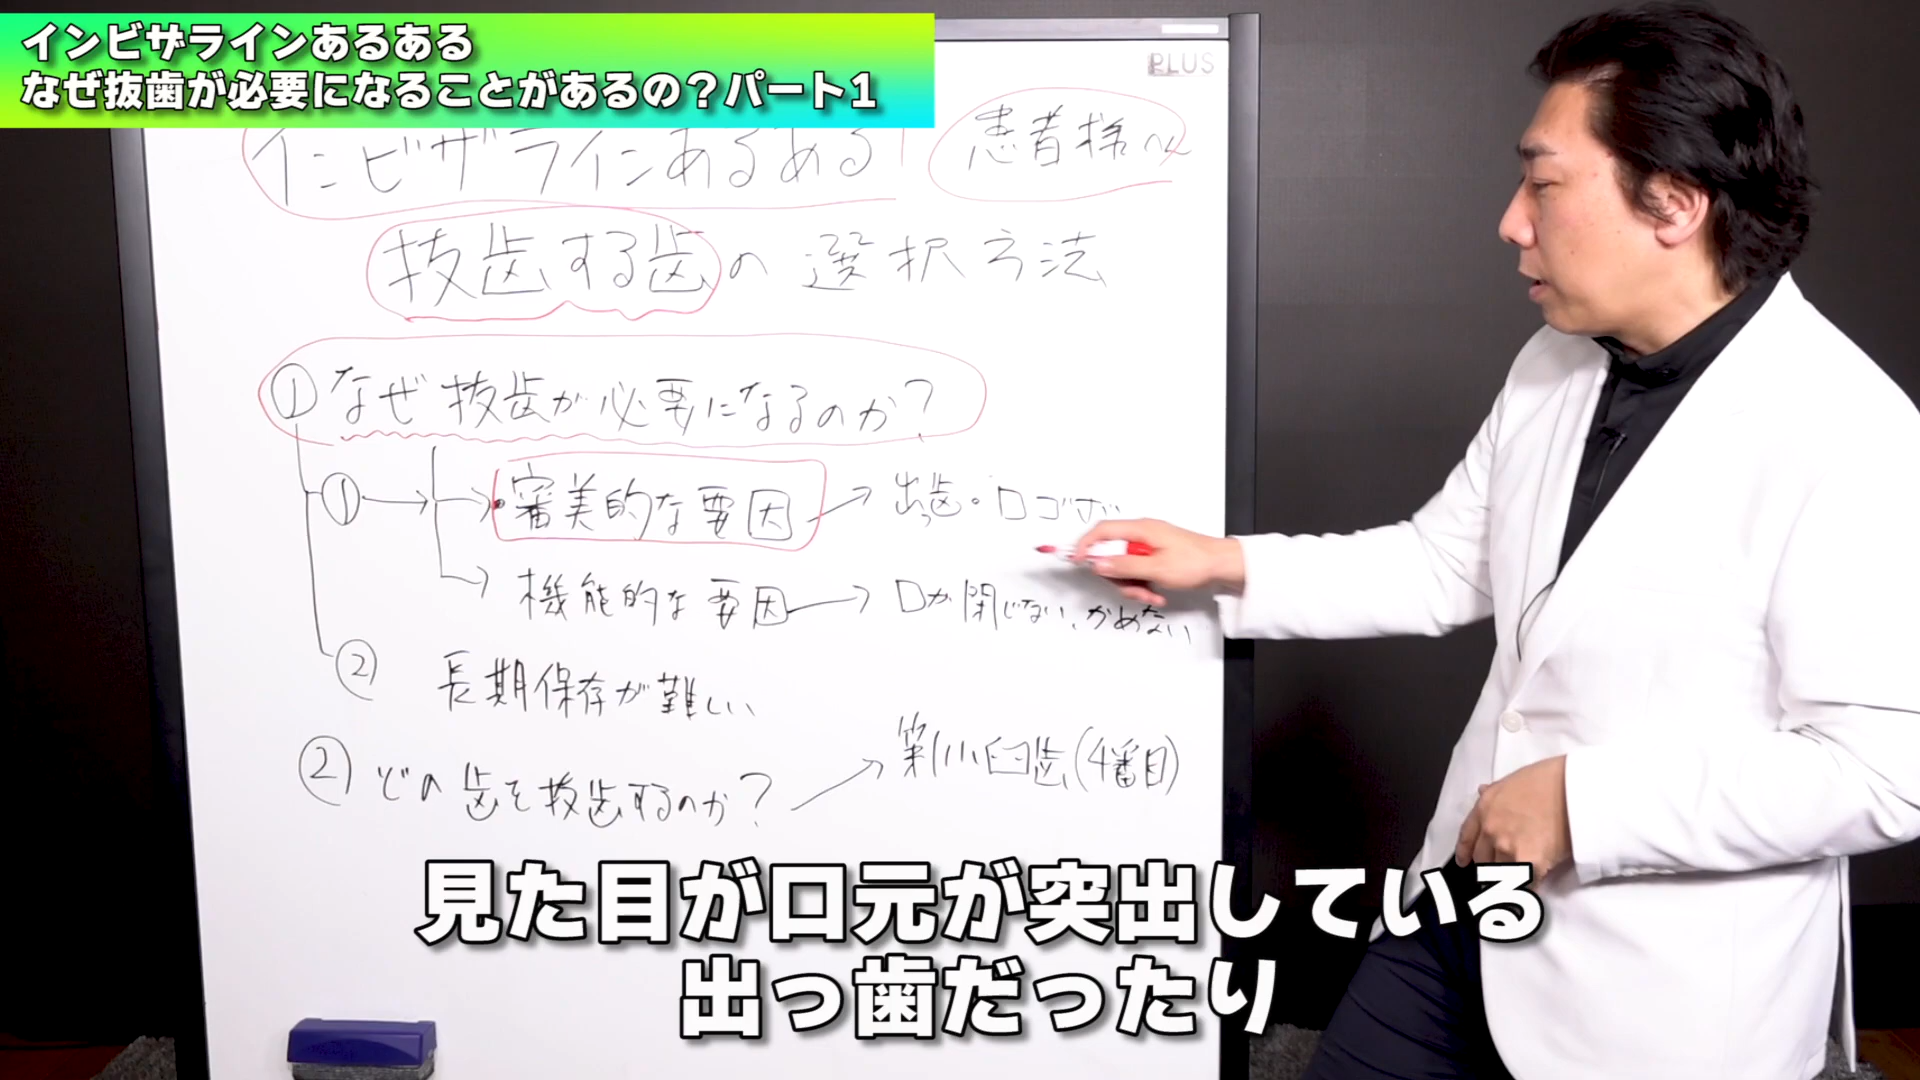 インビザラインあるある
なぜ抜歯が必要になることがあるの？パート1
PLUS
インビザラインあるある! 患者様へ
抜歯する歯の選択方法
① なぜ抜歯が必要になるのか?
① → ・審美的な要因 → 出っ歯・口ゴボ
機能的な要因 → 口が閉じない、かめない
② 長期保存が難しい
② どの歯を抜歯するのか? → 第1小臼歯(4番目)
見た目が口元が突出している
出っ歯だったり